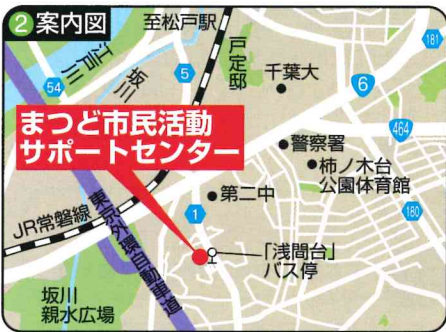 ②案内図
至松戸駅
江戸川
坂川
戸定邸
千葉大
181
54
5
6
まつど市民活動
サポートセンター
464
警察署
柿ノ木台
公園体育館
第二中
1
180
JR常磐線
東京外環自動車道
「浅間台」
バス停
坂川
親水広場